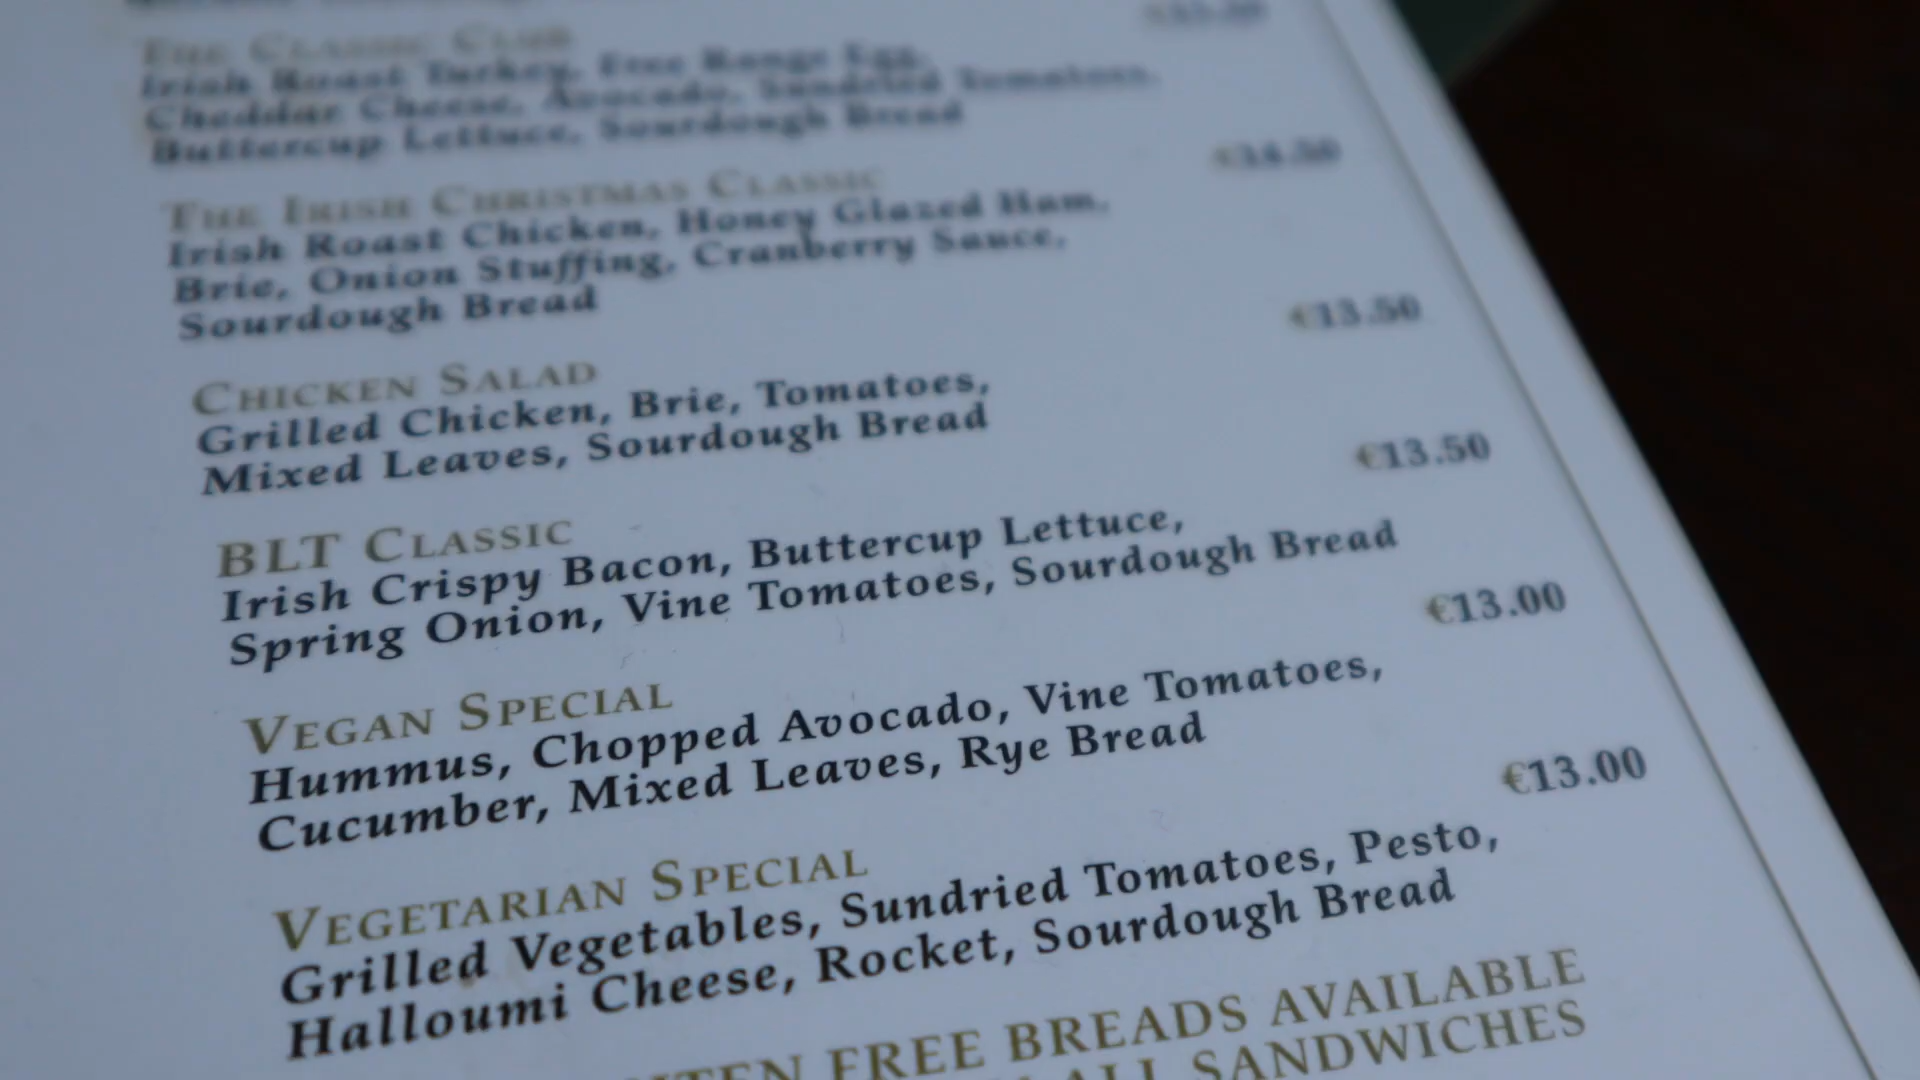 The Classic Club
Irish Roast Turkey, Free Range Egg,
Cheddar Cheese, Avocado, Sundried Tomatoes,
Buttercup Lettuce, Sourdough Bread
The Irish Christmas Classic €14.50
Irish Roast Chicken, Honey Glazed Ham,
Brie, Onion Stuffing, Cranberry Sauce,
Sourdough Bread
Chicken Salad €13.50
Grilled Chicken, Brie, Tomatoes,
Mixed Leaves, Sourdough Bread
BLT Classic €13.50
Irish Crispy Bacon, Buttercup Lettuce,
Spring Onion, Vine Tomatoes, Sourdough Bread
Vegan Special €13.00
Hummus, Chopped Avocado, Vine Tomatoes,
Cucumber, Mixed Leaves, Rye Bread
Vegetarian Special €13.00
Grilled Vegetables, Sundried Tomatoes, Pesto,
Halloumi Cheese, Rocket, Sourdough Bread
FREE BREADS AVAILABLE
ALL SANDWICHES